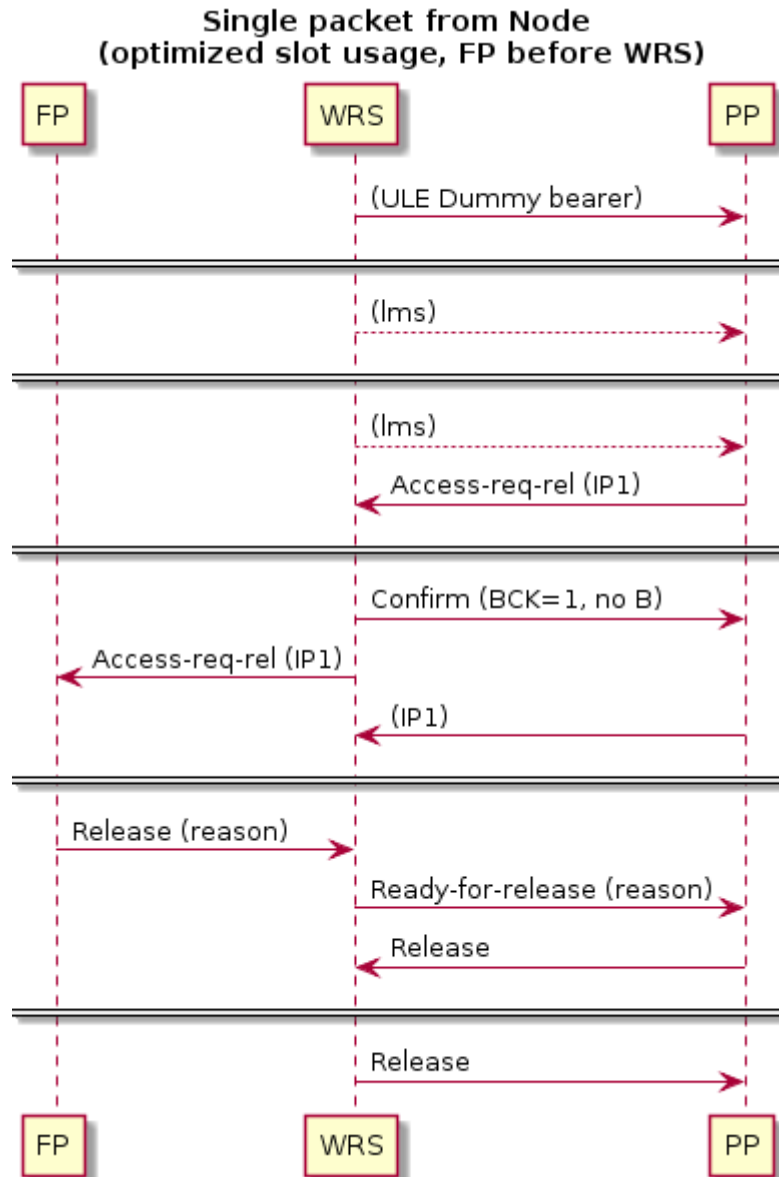 Single packet from Node
(optimized slot usage, FP before WRS)
FP WRS PP
(ULE Dummy bearer)
(lms)
(lms)
Access-req-rel (IP1)
Confirm (BCK=1, no B)
Access-req-rel (IP1)
(IP1)
Release (reason)
Ready-for-release (reason)
Release
Release
FP WRS PP